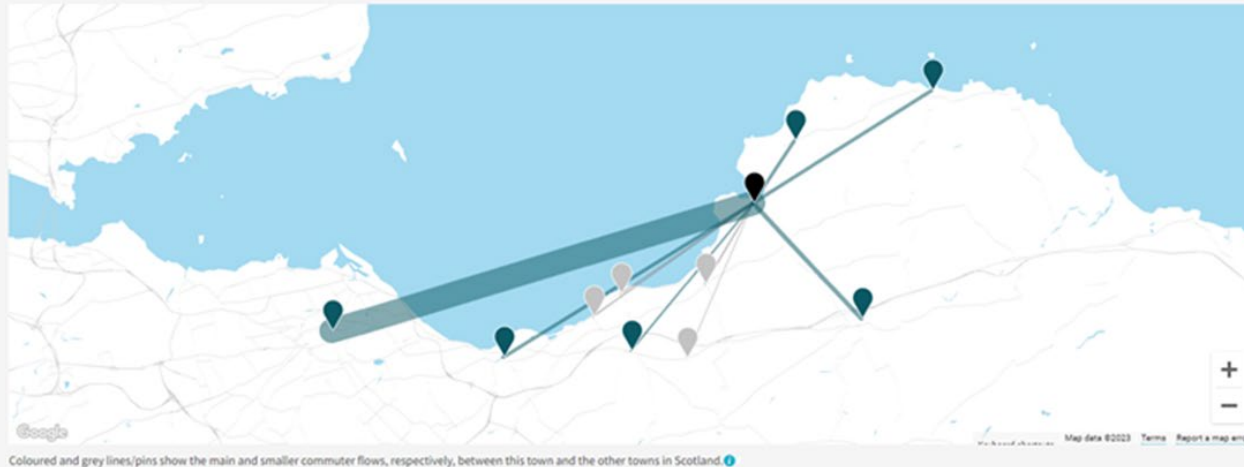 +
−
Google
Map data ©2023 Terms Report a map
Coloured and grey lines/pins show the main and smaller commuter flows, respectively, between this town and the other towns in Scotland.